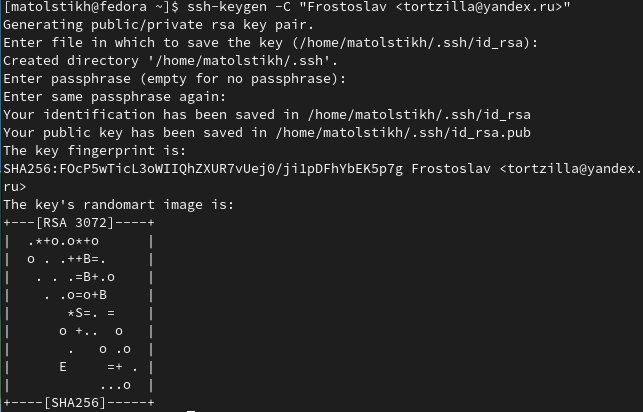 [matolstikh@fedora ~]$ ssh-keygen -C "Frostoslav <tortzilla@yandex.ru>"
Generating public/private rsa key pair.
Enter file in which to save the key (/home/matolstikh/.ssh/id_rsa):
Created directory '/home/matolstikh/.ssh'.
Enter passphrase (empty for no passphrase):
Enter same passphrase again:
Your identification has been saved in /home/matolstikh/.ssh/id_rsa
Your public key has been saved in /home/matolstikh/.ssh/id_rsa.pub
The key fingerprint is:
SHA256:FOcP5wTicL3oWIIQhZXUR7vUej0/ji1pDFhYbEK5p7g Frostoslav <tortzilla@yandex.
ru>
The key's randomart image is:
+---[RSA 3072]----+
|  .*+o.o*+o      |
|  o . .++B=.     |
|   . . .=B+.o    |
|    . .o=o+B     |
|       *S=. =    |
|      o +..  o   |
|       .   o .o  |
|      E     =+ . |
|           ...o  |
+----[SHA256]-----+